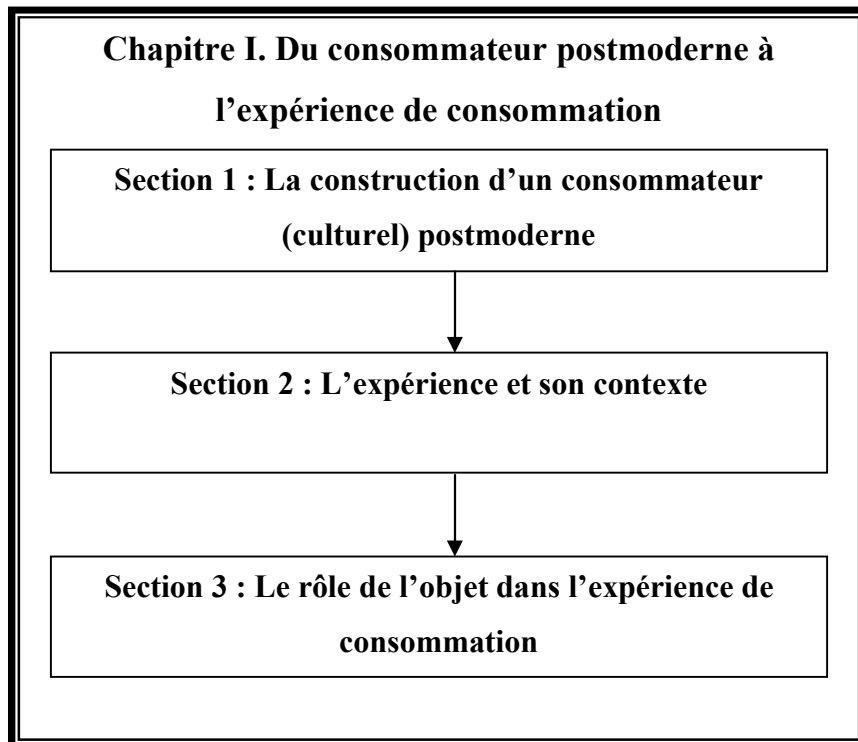 Chapitre I. Du consommateur postmoderne à
l’expérience de consommation
Section 1 : La construction d’un consommateur
(culturel) postmoderne
Section 2 : L’expérience et son contexte
Section 3 : Le rôle de l’objet dans l’expérience de
consommation